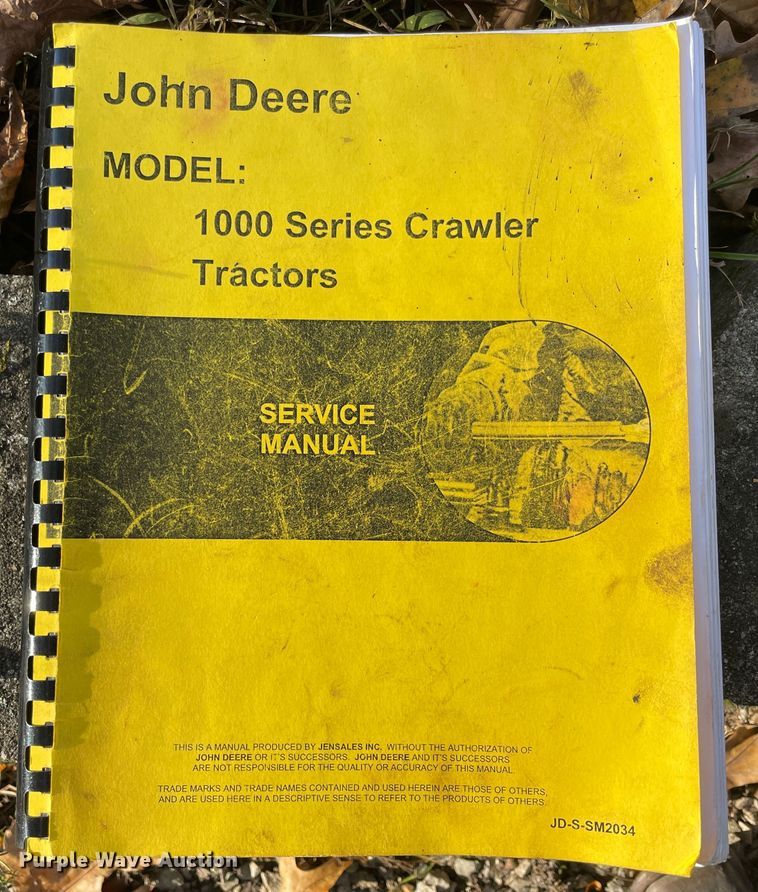 John Deere
MODEL:
1000 Series Crawler
Tractors
SERVICE
MANUAL
THIS IS A MANUAL PRODUCED BY JENSALES INC. WITHOUT THE AUTHORIZATION OF
JOHN DEERE OR IT'S SUCCESSORS. JOHN DEERE AND IT'S SUCCESSORS
ARE NOT RESPONSIBLE FOR THE QUALITY OR ACCURACY OF THIS MANUAL.
TRADE MARKS AND TRADE NAMES CONTAINED AND USED HEREIN ARE THOSE OF OTHERS,
AND ARE USED HERE IN A DESCRIPTIVE SENSE TO REFER TO THE PRODUCTS OF OTHERS.
JD-S-SM2034
Purple Wave Auction